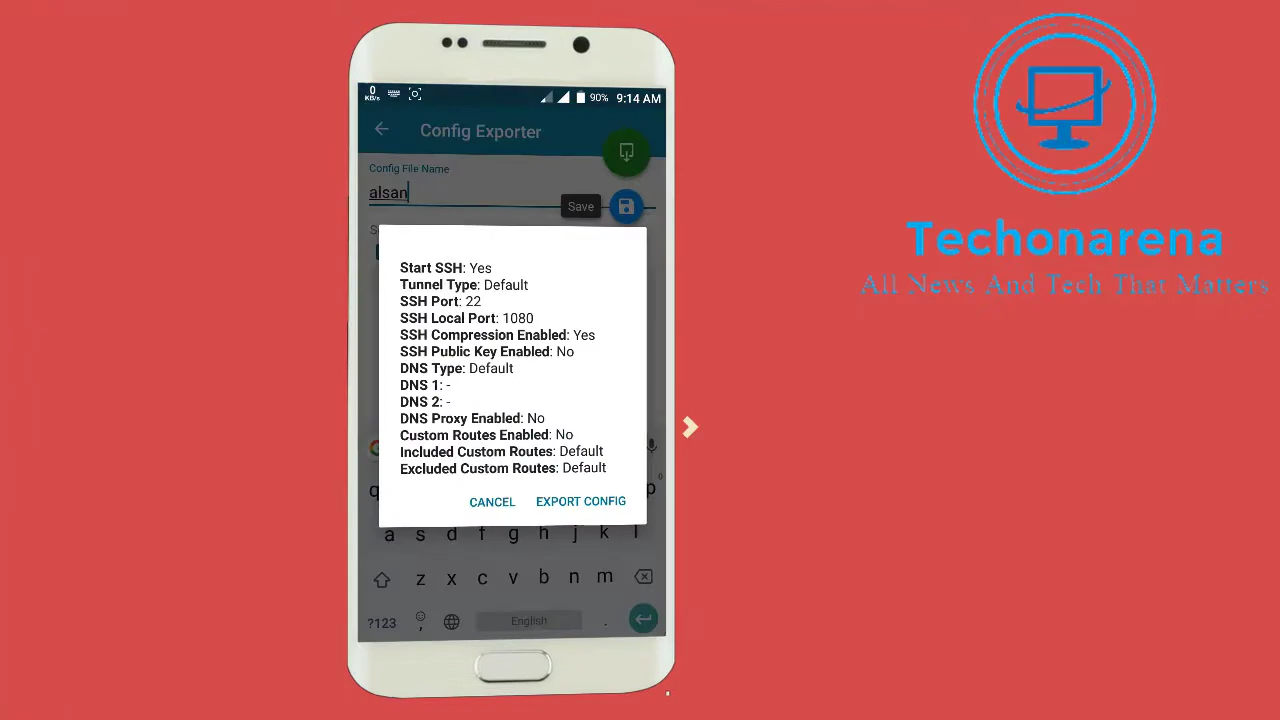 0
KB/s
90%
9:14 AM
Config Exporter
Config File Name
alsan
Save
S
Start SSH: Yes
Tunnel Type: Default
SSH Port: 22
SSH Local Port: 1080
SSH Compression Enabled: Yes
SSH Public Key Enabled: No
DNS Type: Default
DNS 1: -
DNS 2: -
DNS Proxy Enabled: No
Custom Routes Enabled: No
Included Custom Routes: Default
Excluded Custom Routes: Default
CANCEL
EXPORT CONFIG
q p 0
a s d f g h j k l
z x c v b n m
?123 , English .
Techonarena
All News And Tech That Matters